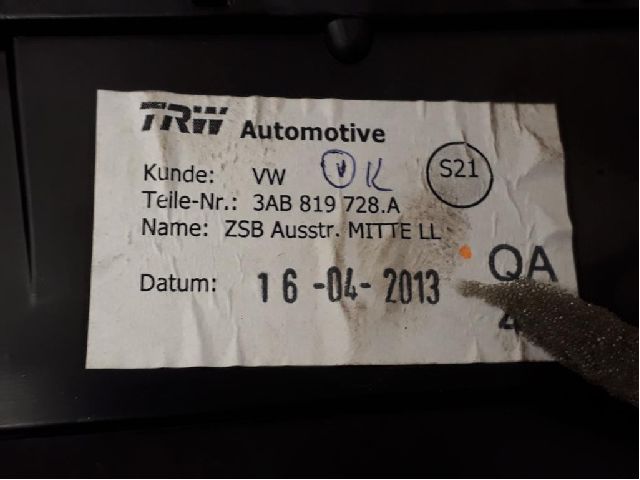 TRW Automotive
Kunde: VW OK
S21
Teile-Nr.: 3AB 819 728.A
Name: ZSB Ausstr. MITTE LL
Datum: 16-04-2013
QA